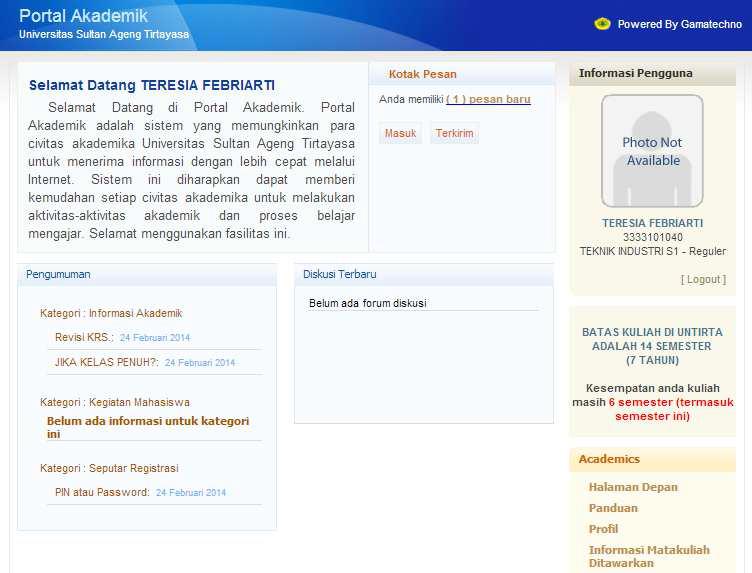 Portal Akademik
Universitas Sultan Ageng Tirtayasa
Powered By Gamatechno
Selamat Datang TERESIA FEBRIARTI
Selamat Datang di Portal Akademik. Portal
Akademik adalah sistem yang memungkinkan para
civitas akademika Universitas Sultan Ageng Tirtayasa
untuk menerima informasi dengan lebih cepat melalui
Internet. Sistem ini diharapkan dapat memberi
kemudahan setiap civitas akademika untuk melakukan
aktivitas-aktivitas akademik dan proses belajar
mengajar. Selamat menggunakan fasilitas ini.
Kotak Pesan
Anda memiliki ( 1 ) pesan baru
Masuk Terkirim
Informasi Pengguna
Photo Not
Available
TERESIA FEBRIARTI
3333101040
TEKNIK INDUSTRI S1 - Reguler
[ Logout ]
Pengumuman
Kategori : Informasi Akademik
Revisi KRS.: 24 Februari 2014
JIKA KELAS PENUH?: 24 Februari 2014
Kategori : Kegiatan Mahasiswa
Belum ada informasi untuk kategori
ini
Kategori : Seputar Registrasi
PIN atau Password: 24 Februari 2014
Diskusi Terbaru
Belum ada forum diskusi
BATAS KULIAH DI UNTIRTA
ADALAH 14 SEMESTER
(7 TAHUN)
Kesempatan anda kuliah
masih 6 semester (termasuk
semester ini)
Academics
Halaman Depan
Panduan
Profil
Informasi Matakuliah
Ditawarkan